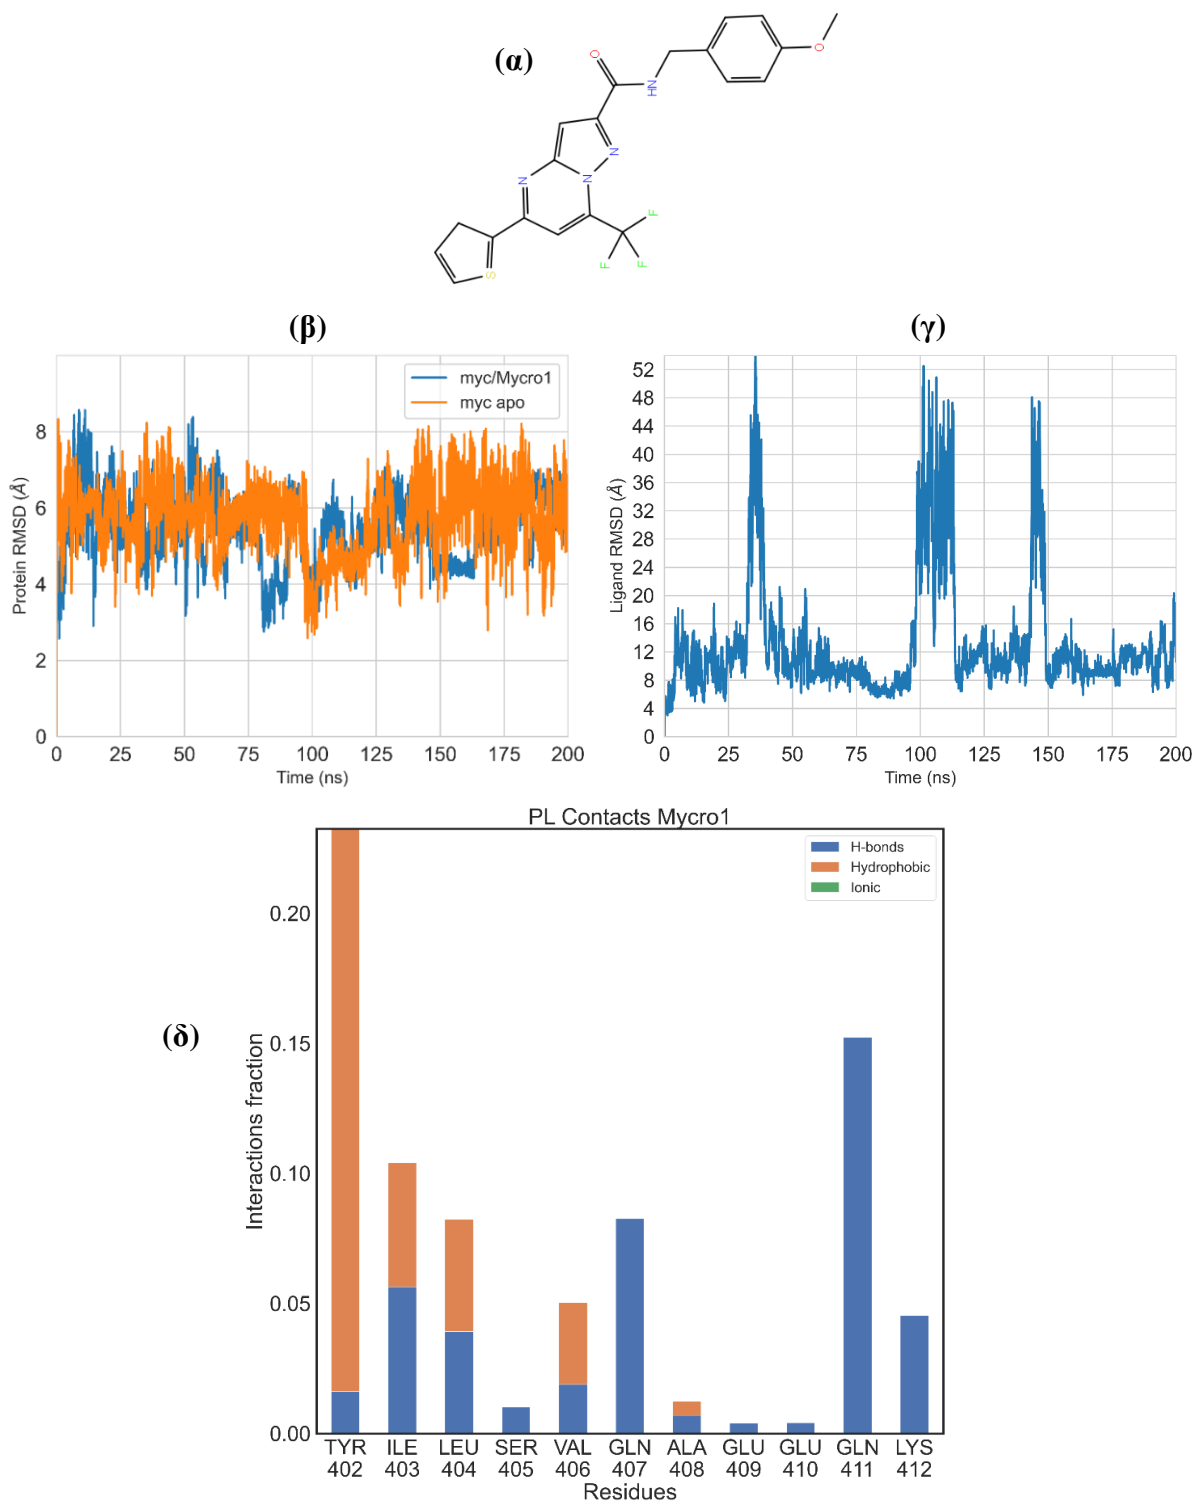 (α)
O
HN
O
N
N
N
F
F
F
S
(β)
(γ)
Protein RMSD (Å)
8
6
4
2
0
myc/Mycro1
myc apo
0 25 50 75 100 125 150 175 200
Time (ns)
Ligand RMSD (Å)
52
48
44
40
36
32
28
24
20
16
12
8
4
0
0 25 50 75 100 125 150 175 200
Time (ns)
PL Contacts Mycro1
(δ)
Interactions fraction
0.20
0.15
0.10
0.05
0.00
H-bonds
Hydrophobic
Ionic
TYR ILE LEU SER VAL GLN ALA GLU GLU GLN LYS
402 403 404 405 406 407 408 409 410 411 412
Residues